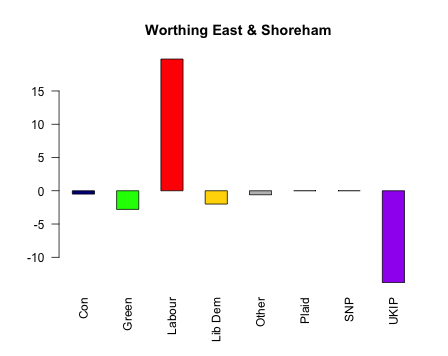 Worthing East & Shoreham
15
10
5
0
-5
-10
Con
Green
Labour
Lib Dem
Other
Plaid
SNP
UKIP